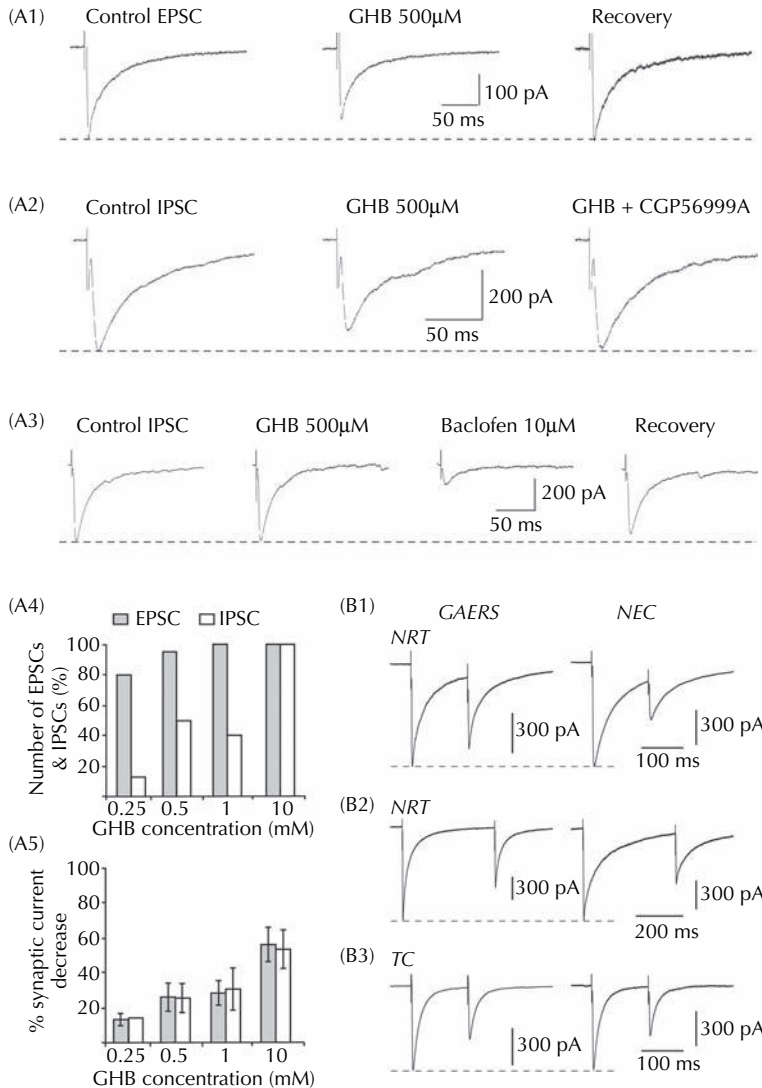 (A1) Control EPSC GHB 500µM Recovery
100 pA
50 ms
(A2) Control IPSC GHB 500µM GHB + CGP56999A
200 pA
50 ms
(A3) Control IPSC GHB 500µM Baclofen 10µM Recovery
200 pA
50 ms
(A4) EPSC IPSC
Number of EPSCs
& IPSCs (%)
100
80
60
40
20
0.25 0.5 1 10
GHB concentration (mM)
(A5)
% synaptic current
decrease
80
60
40
20
0.25 0.5 1 10
GHB concentration (mM)
(B1) GAERS NEC
NRT
300 pA 300 pA
100 ms
(B2) NRT
300 pA 300 pA
200 ms
(B3) TC
300 pA 300 pA
100 ms